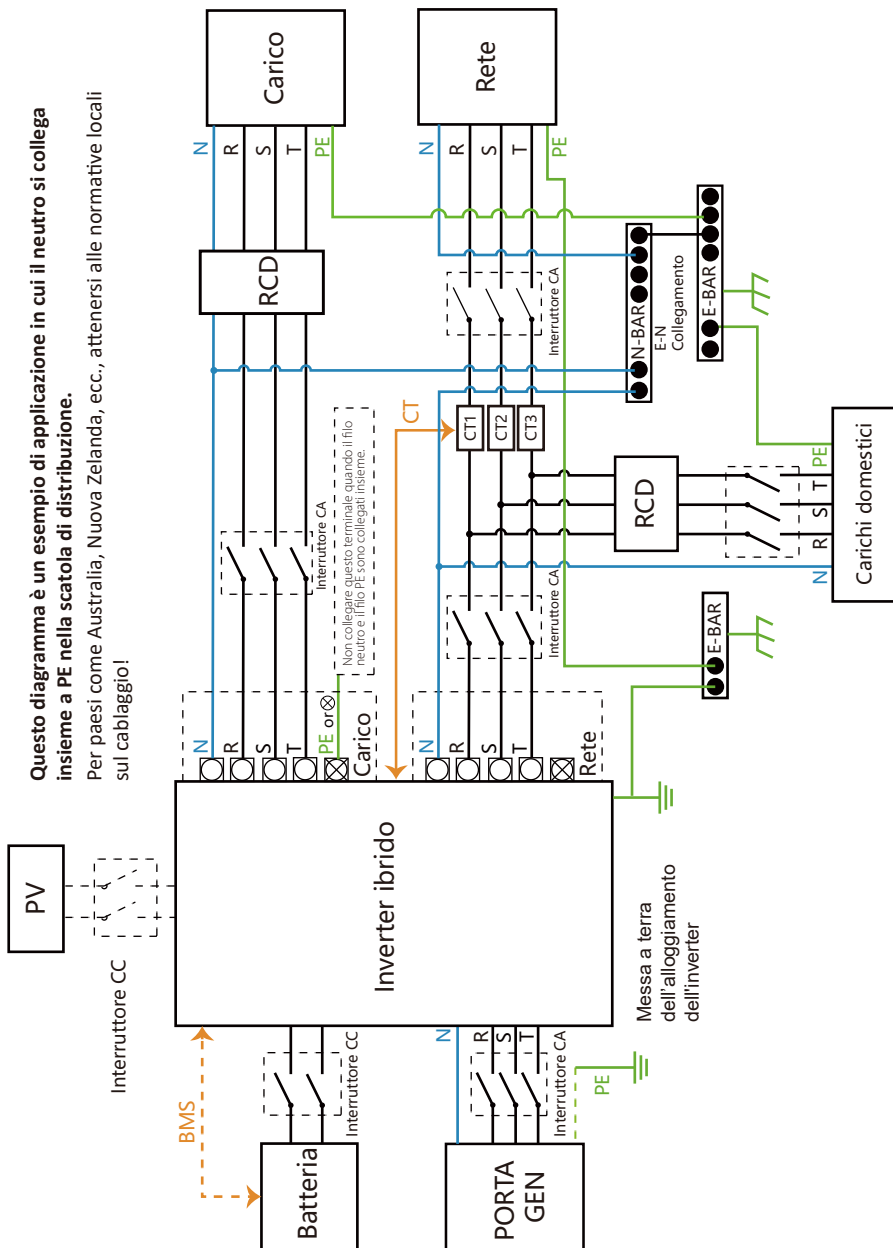 Questo diagramma è un esempio di applicazione in cui il neutro si collega
insieme a PE nella scatola di distribuzione.
Per paesi come Australia, Nuova Zelanda, ecc., attenersi alle normative locali
sul cablaggio!
PV
Interruttore CC
BMS
Batteria
Interruttore CC
PORTA
GEN
N
R
S
T
Interruttore CA
PE
Inverter ibrido
Messa a terra
dell'alloggiamento
dell'inverter
N
R
S
T
PE or
Carico
Interruttore CA
Non collegare questo terminale quando il filo
neutro e il filo PE sono collegati insieme.
RCD
N
R
S
T
PE
Carico
CT
N
R
S
T
Rete
Interruttore CA
CT1
CT2
CT3
Interruttore CA
N
R
S
T
PE
Rete
RCD
N-BAR
E-N
Collegamento
E-BAR
E-BAR
N
R
S
T
PE
Carichi domestici